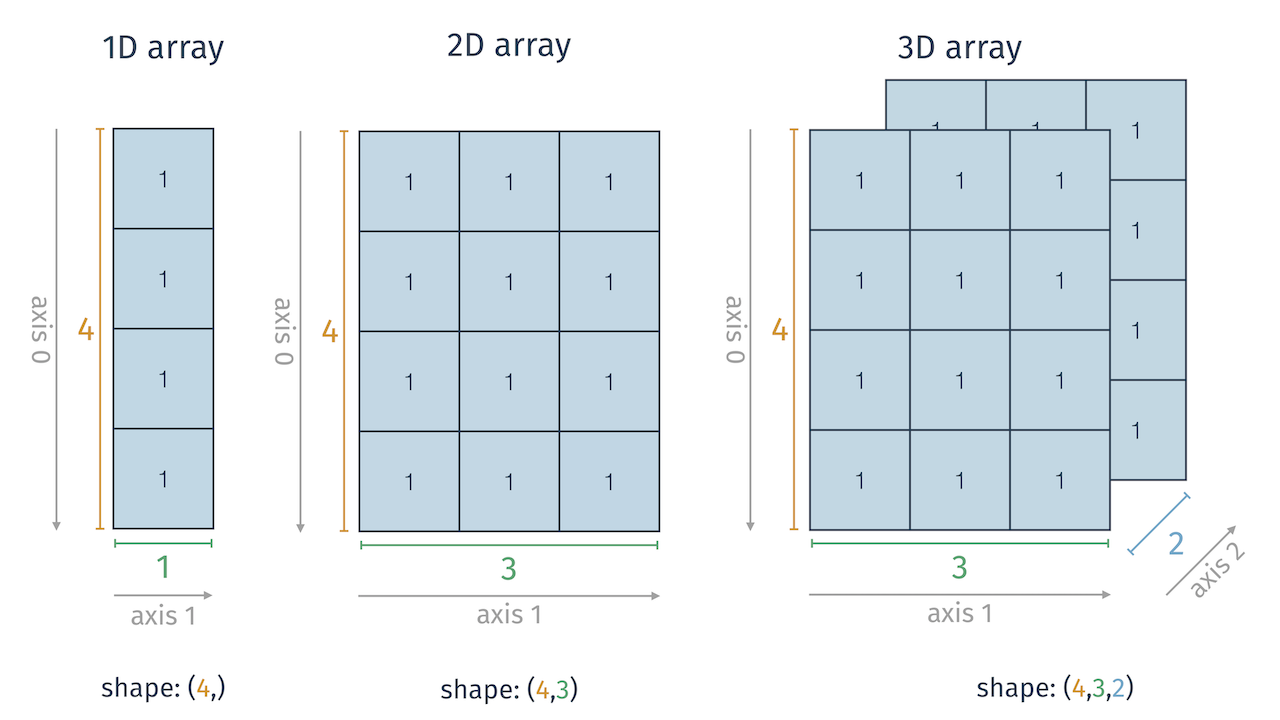 1D array
2D array
3D array
1
1
1
1
axis 0
4
1
axis 1
shape: (4,)
1 1 1
1 1 1
1 1 1
1 1 1
axis 0
4
3
axis 1
shape: (4,3)
1 1 1
1 1 1 1
1 1 1 1
1 1 1 1
1 1 1
axis 0
4
3
axis 1
2
axis 2
shape: (4,3,2)